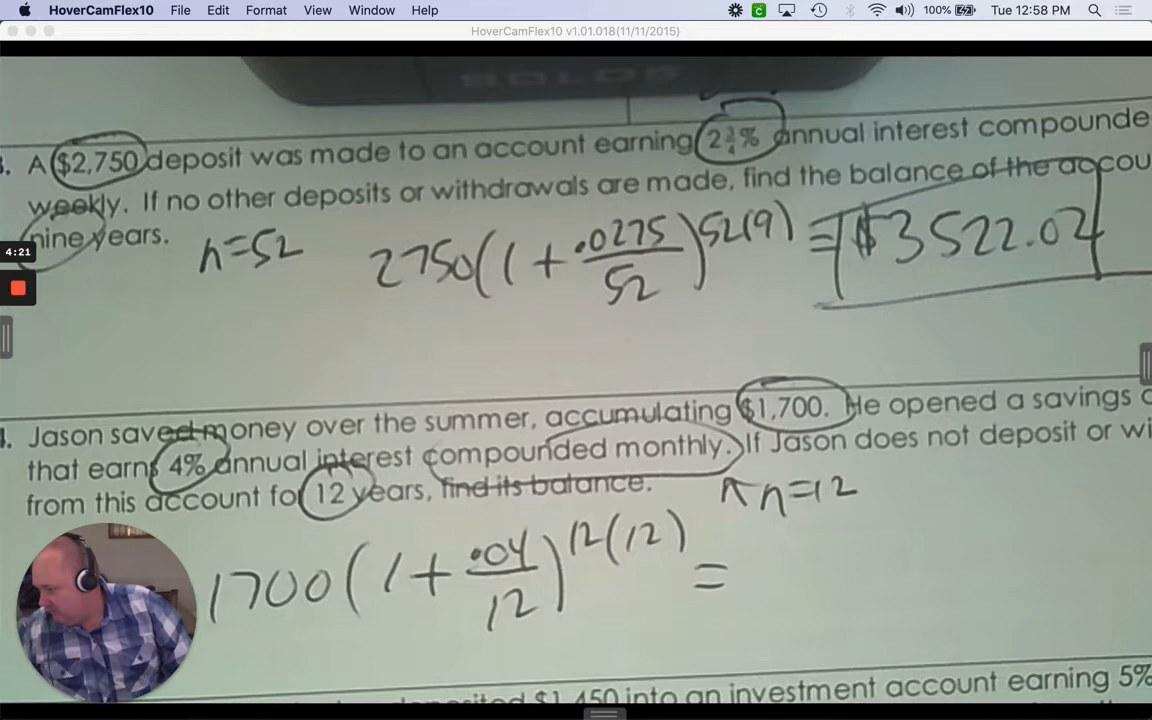 HoverCamFlex10 File Edit Format View Window Help 100% Tue 12:58 PM
HoverCamFlex10 v1.01.018(11/11/2015)
SOLOS
A $2,750 deposit was made to an account earning 2 3/4% annual interest compounde
weekly. If no other deposits or withdrawals are made, find the balance of the accou
nine years.
4:21
n=52 2750(1 + .0275/52)^52(9) = $3522.02
. Jason saved money over the summer, accumulating $1,700. He opened a savings
that earns 4% annual interest compounded monthly. If Jason does not deposit or wi
from this account for 12 years, find its balance.
n=12
1700(1 + .04/12)^12(12) =
$1,450 into an investment account earning 5%